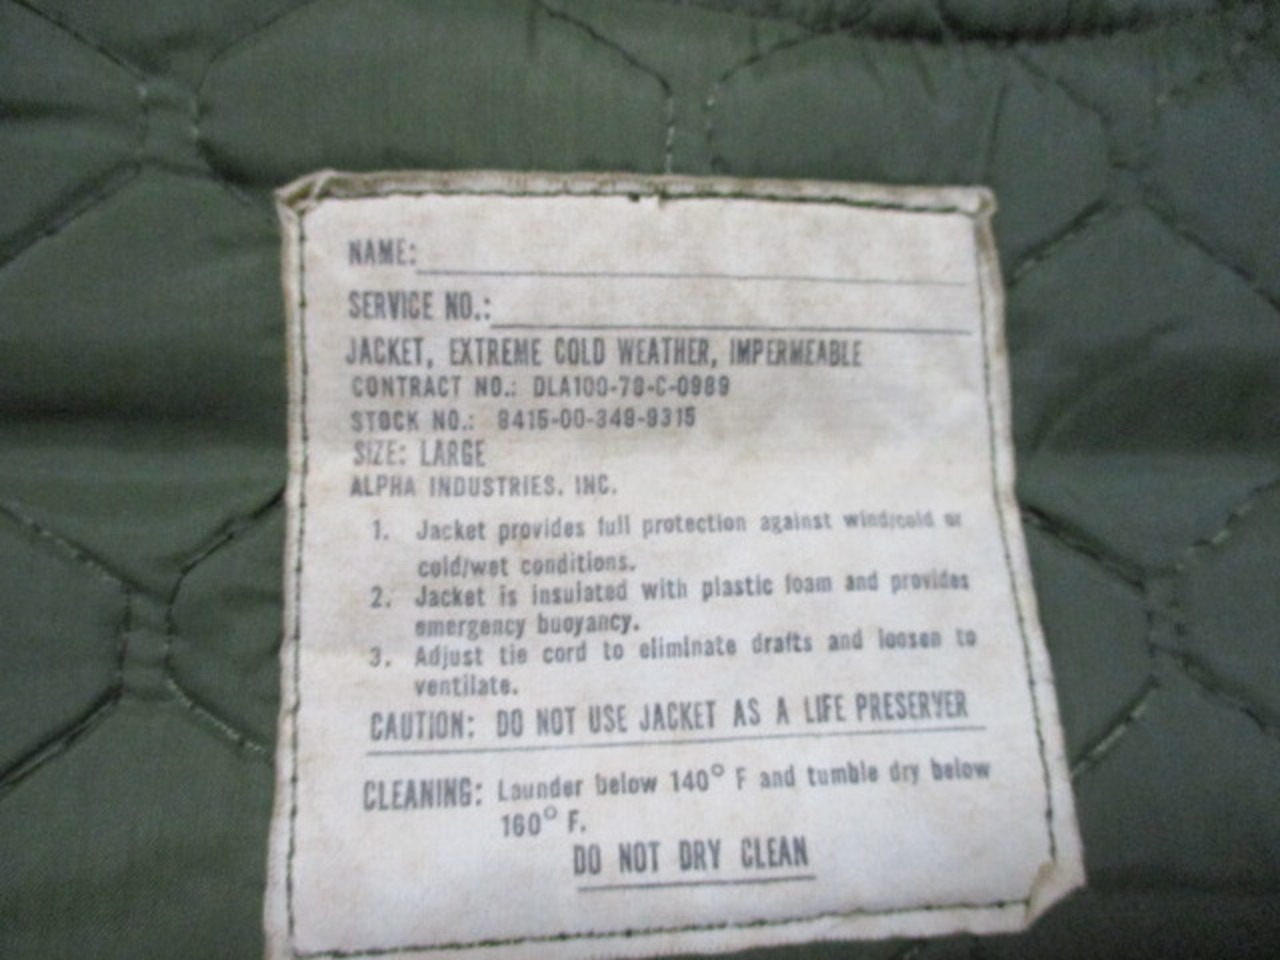 NAME:
SERVICE NO.:
JACKET, EXTREME COLD WEATHER, IMPERMEABLE
CONTRACT NO.: DLA100-78-C-0989
STOCK NO.: 8415-00-349-9315
SIZE: LARGE
ALPHA INDUSTRIES, INC.
1. Jacket provides full protection against wind/cold or
cold/wet conditions.
2. Jacket is insulated with plastic foam and provides
emergency buoyancy.
3. Adjust tie cord to eliminate drafts and loosen to
ventilate.
CAUTION: DO NOT USE JACKET AS A LIFE PRESERVER
CLEANING: Launder below 140° F and tumble dry below
160° F.
DO NOT DRY CLEAN